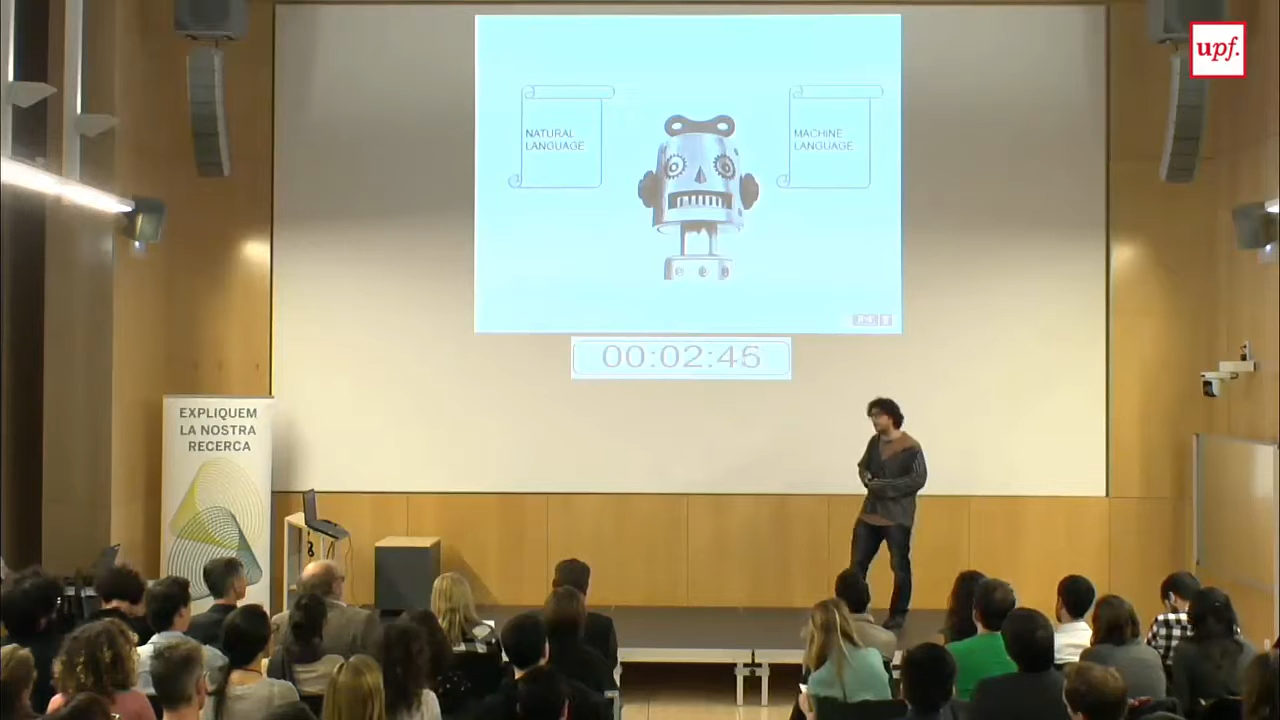 upf.
NATURAL
LANGUAGE
MACHINE
LANGUAGE
00:02:45
EXPLIQUEM
LA NOSTRA
RECERCA